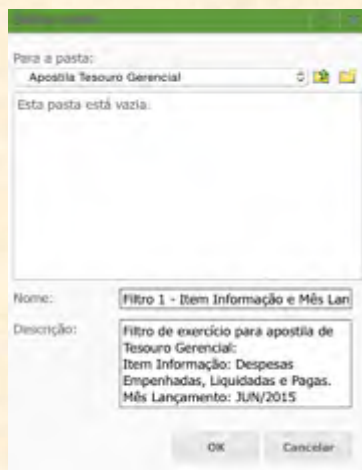 Para a pasta:
Apostila Tesouro Gerencial
Esta pasta está vazia.
Nome:
Filtro 1 - Item Informação e Mês Lan
Descrição:
Filtro de exercício para apostila de
Tesouro Gerencial:
Item Informação: Despesas
Empenhadas, Liquidadas e Pagas.
Mês Lançamento: JUN/2015
OK
Cancelar